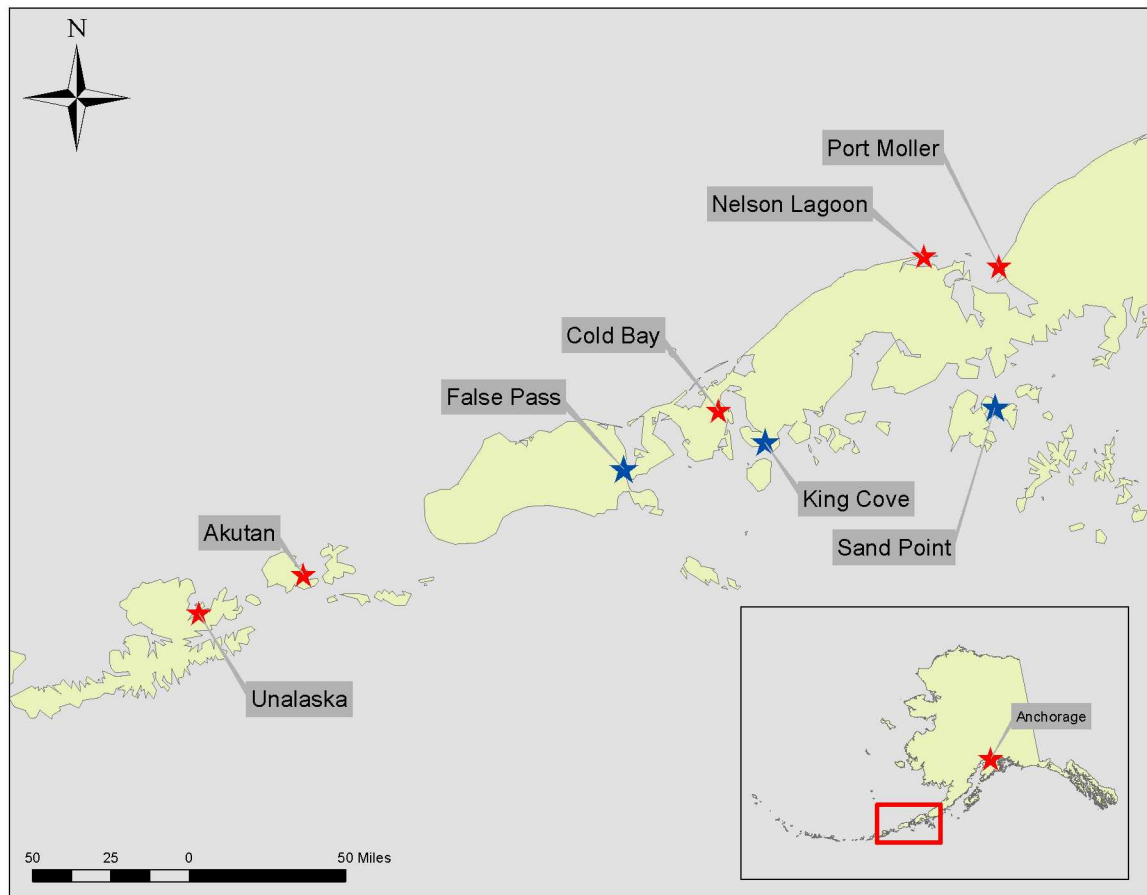 N
Port Moller
Nelson Lagoon
Cold Bay
False Pass
King Cove
Sand Point
Akutan
Unalaska
Anchorage
50 25 0 50 Miles